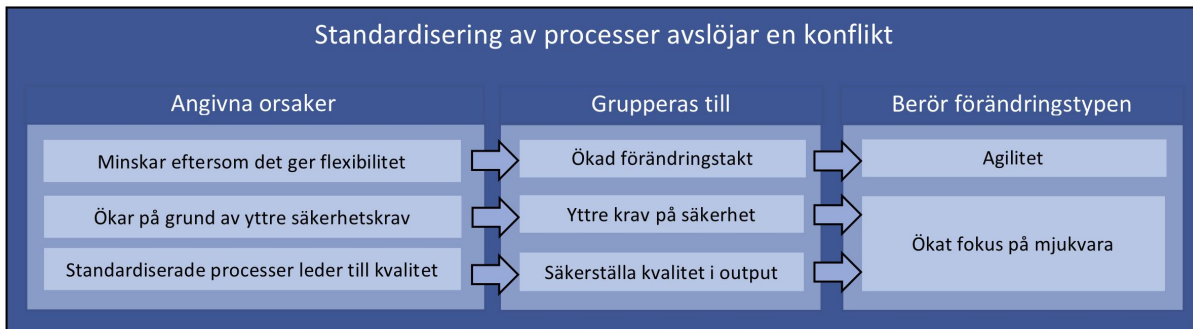 Standardisering av processer avslöjar en konflikt
Angivna orsaker
Grupperas till
Berör förändringstypen
Minskar eftersom det ger flexibilitet
Ökad förändringstakt
Agilitet
Ökar på grund av yttre säkerhetskrav
Yttre krav på säkerhet
Ökat fokus på mjukvara
Standardiserade processer leder till kvalitet
Säkerställa kvalitet i output